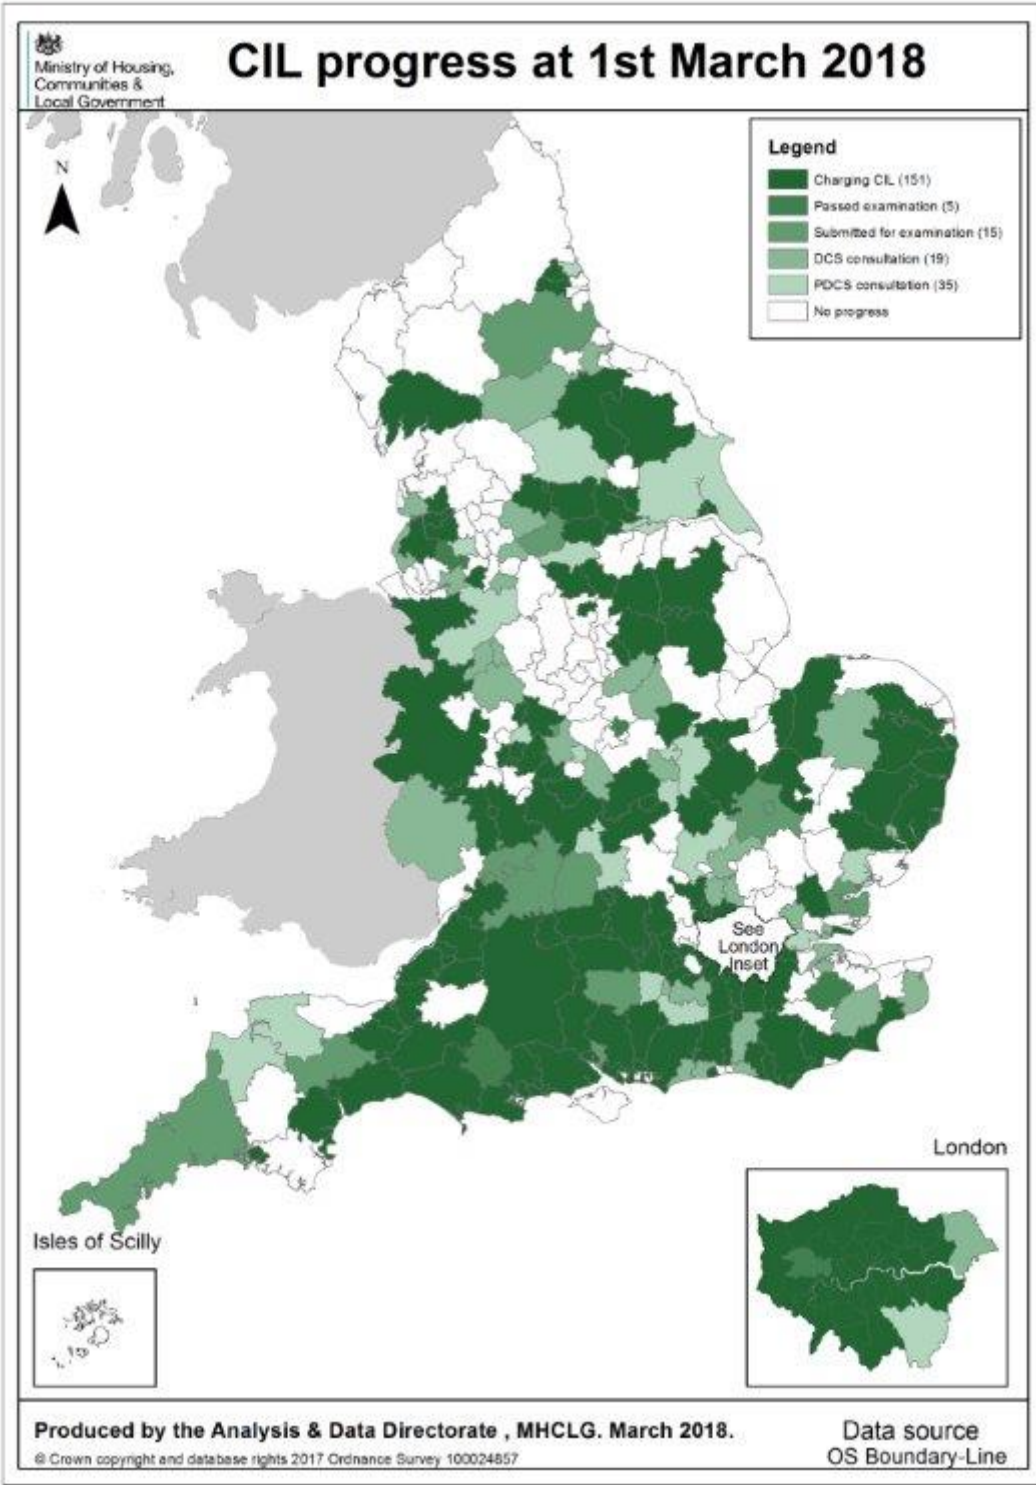 Ministry of Housing,
Communities &
Local Government
CIL progress at 1st March 2018
N
Legend
Charging CIL (151)
Passed examination (5)
Submitted for examination (15)
DCS consultation (19)
PDCS consultation (35)
No progress
See
London
Inset
London
Isles of Scilly
Produced by the Analysis & Data Directorate , MHCLG. March 2018.
© Crown copyright and database rights 2017 Ordnance Survey 100024857
Data source
OS Boundary-Line